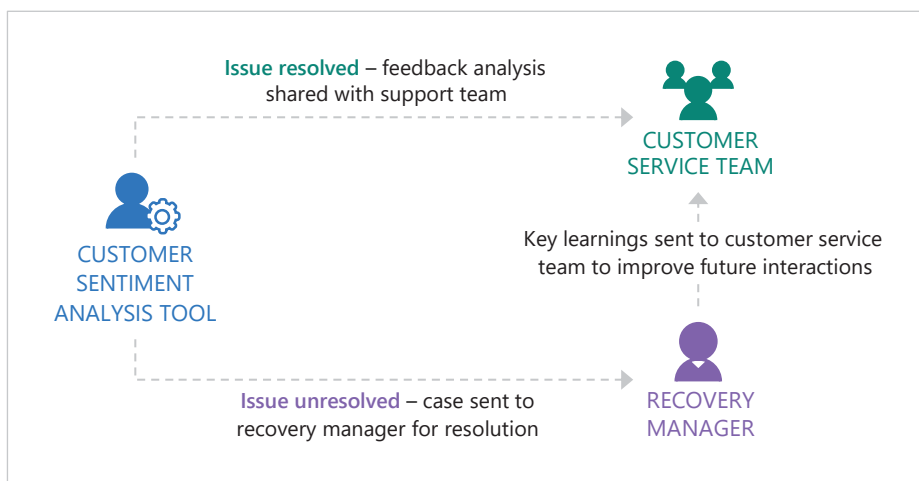 Issue resolved – feedback analysis
shared with support team
CUSTOMER
SERVICE TEAM
CUSTOMER
SENTIMENT
ANALYSIS TOOL
Key learnings sent to customer service
team to improve future interactions
Issue unresolved – case sent to
recovery manager for resolution
RECOVERY
MANAGER